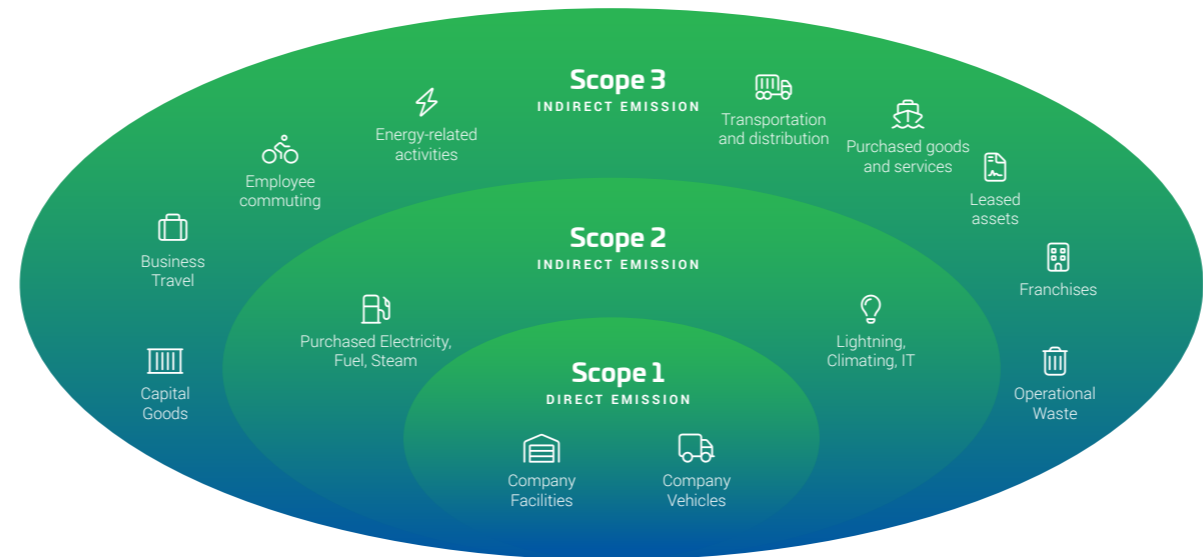 Scope 3
INDIRECT EMISSION
Energy-related
activities
Transportation
and distribution
Purchased goods
and services
Employee
commuting
Leased
assets
Business
Travel
Franchises
Capital
Goods
Operational
Waste
Scope 2
INDIRECT EMISSION
Purchased Electricity,
Fuel, Steam
Lightning,
Climating, IT
Scope 1
DIRECT EMISSION
Company
Facilities
Company
Vehicles